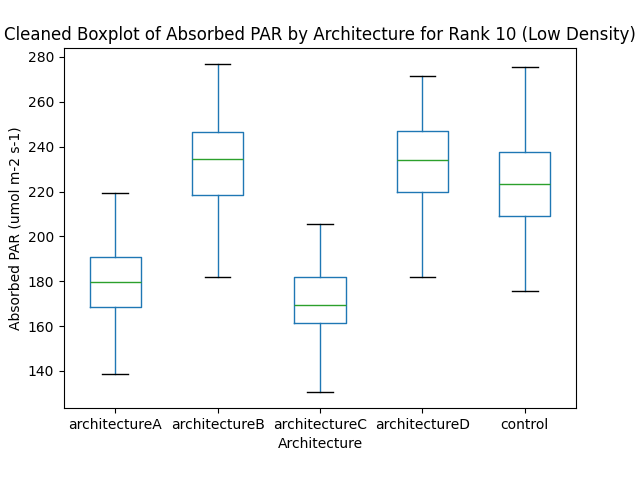 Cleaned Boxplot of Absorbed PAR by Architecture for Rank 10 (Low Density)
280
260
240
220
200
180
160
140
Absorbed PAR (umol m-2 s-1)
architectureA architectureB architectureC architectureD control
Architecture